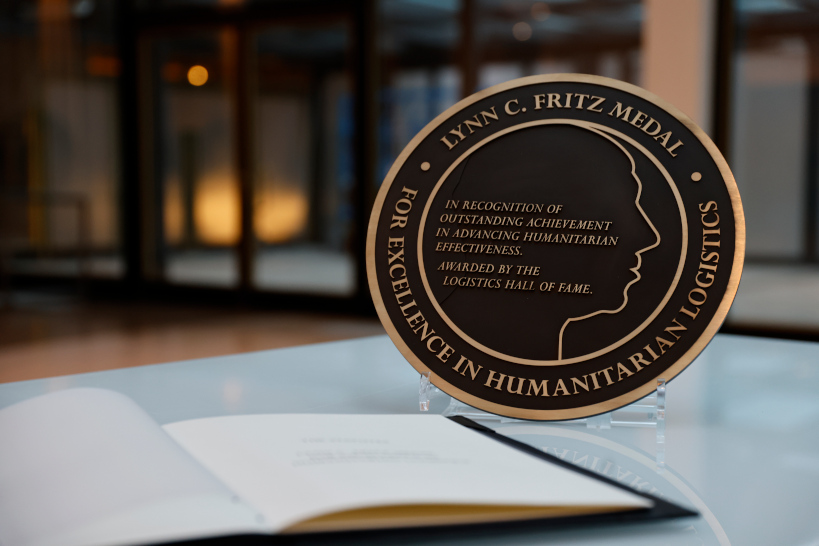 LYNN C. FRITZ MEDAL
FOR EXCELLENCE IN HUMANITARIAN LOGISTICS
IN RECOGNITION OF
OUTSTANDING ACHIEVEMENT
IN ADVANCING HUMANITARIAN
EFFECTIVENESS.
AWARDED BY THE
LOGISTICS HALL OF FAME.